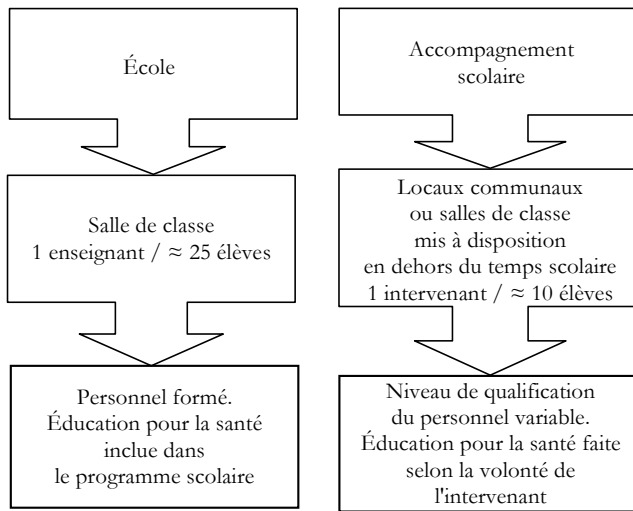 École
Salle de classe
1 enseignant / ≈ 25 élèves
Personnel formé.
Éducation pour la santé
inclue dans
le programme scolaire
Accompagnement
scolaire
Locaux communaux
ou salles de classe
mis à disposition
en dehors du temps scolaire
1 intervenant / ≈ 10 élèves
Niveau de qualification
du personnel variable.
Éducation pour la santé faite
selon la volonté de
l'intervenant